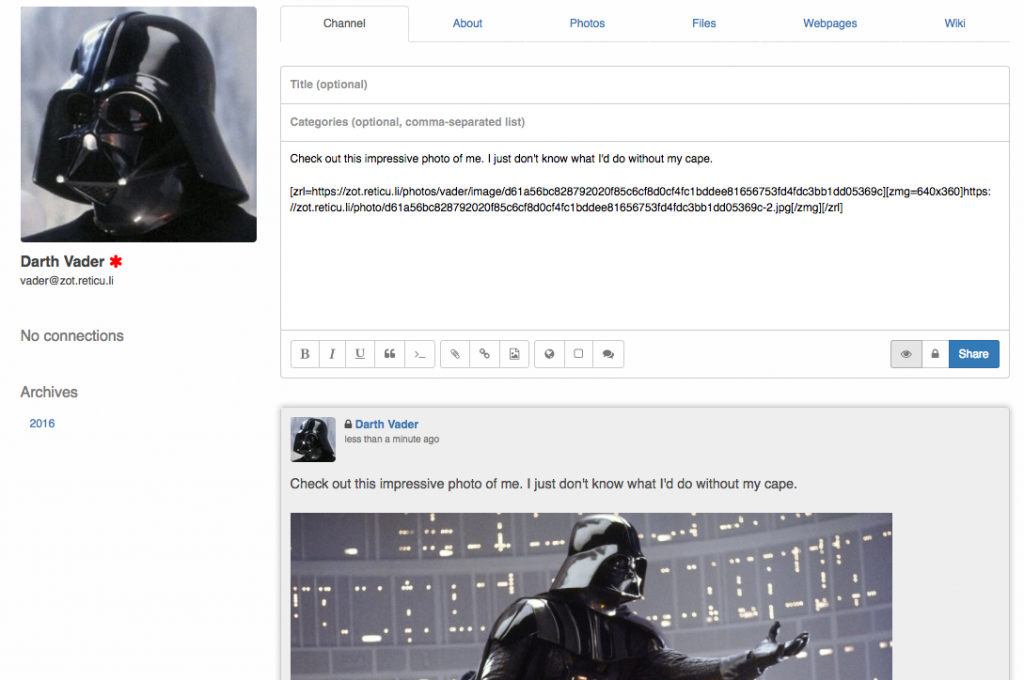 Channel
About
Photos
Files
Webpages
Wiki
Title (optional)
Categories (optional, comma-separated list)
Check out this impressive photo of me. I just don't know what I'd do without my cape.
[zrl=https://zot.reticu.li/photos/vader/image/d61a56bc828792020f85c6cf8d0cf4fc1bddee81656753fd4fdc3bb1dd05369c][zmg=640x360]https:
//zot.reticu.li/photo/d61a56bc828792020f85c6cf8d0cf4fc1bddee81656753fd4fdc3bb1dd05369c-2.jpg[/zmg][/zrl]
Darth Vader
vader@zot.reticu.li
No connections
Archives
2016
B I U
Share
Darth Vader
less than a minute ago
Check out this impressive photo of me. I just don't know what I'd do without my cape.